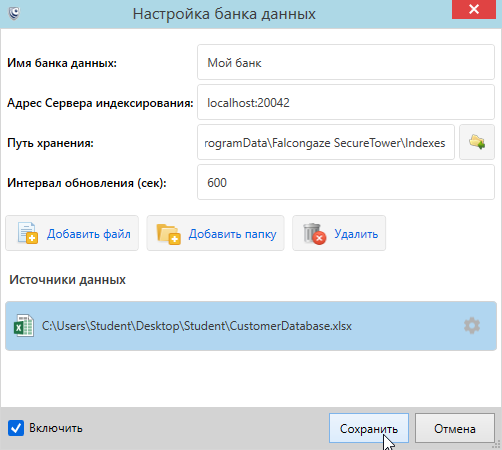 Настройка банка данных
Имя банка данных: Мой банк
Адрес Сервера индексирования: localhost:20042
Путь хранения: rogramData\Falcongaze SecureTower\Indexes
Интервал обновления (сек): 600
Добавить файл Добавить папку Удалить
Источники данных
C:\Users\Student\Desktop\Student\CustomerDatabase.xlsx
Включить Сохранить Отмена